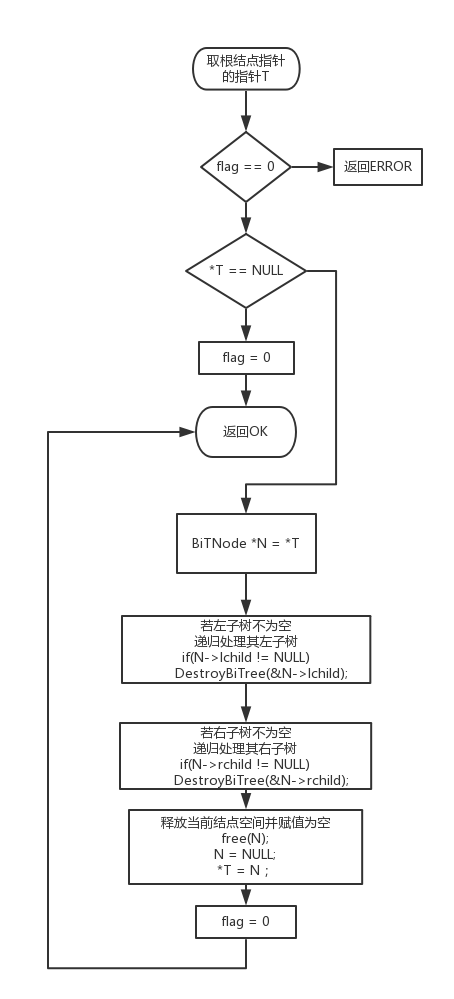 取根结点指针
的指针T
flag == 0
返回ERROR
*T == NULL
flag = 0
返回OK
BiTNode *N = *T
若左子树不为空
递归处理其左子树
if(N->lchild != NULL)
DestroyBiTree(&N->lchild);
若右子树不为空
递归处理其右子树
if(N->rchild != NULL)
DestroyBiTree(&N->rchild);
释放当前结点空间并赋值为空
free(N);
N = NULL;
*T = N ;
flag = 0